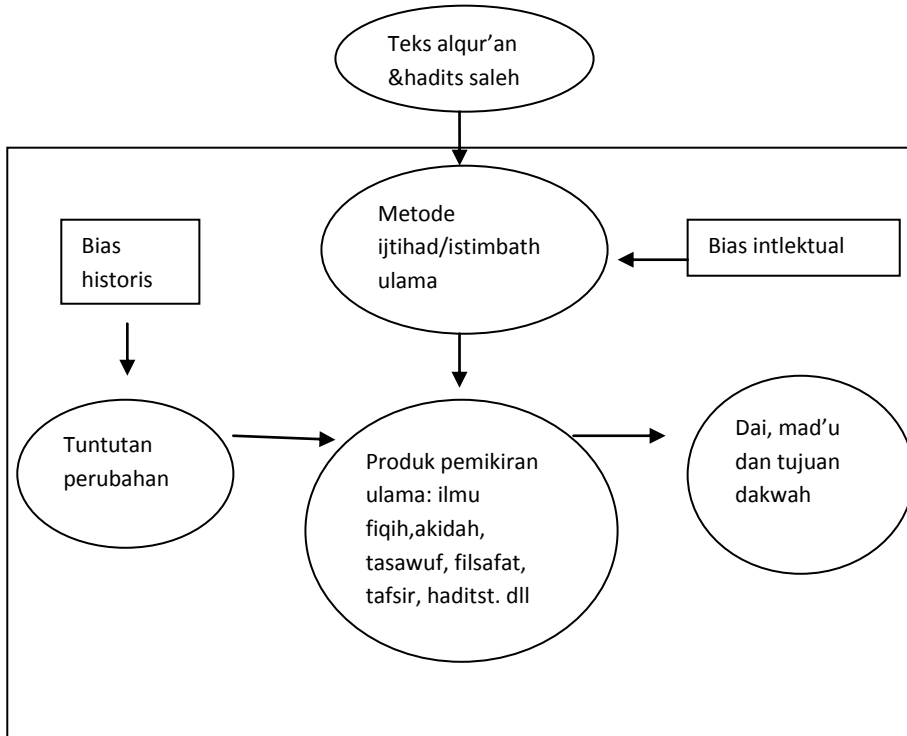 Teks alqur’an
&hadits saleh
Metode
ijtihad/istimbath
ulama
Bias
historis
Bias intlektual
Tuntutan
perubahan
Produk pemikiran
ulama: ilmu
fiqih,akidah,
tasawuf, filsafat,
tafsir, haditst. dll
Dai, mad’u
dan tujuan
dakwah